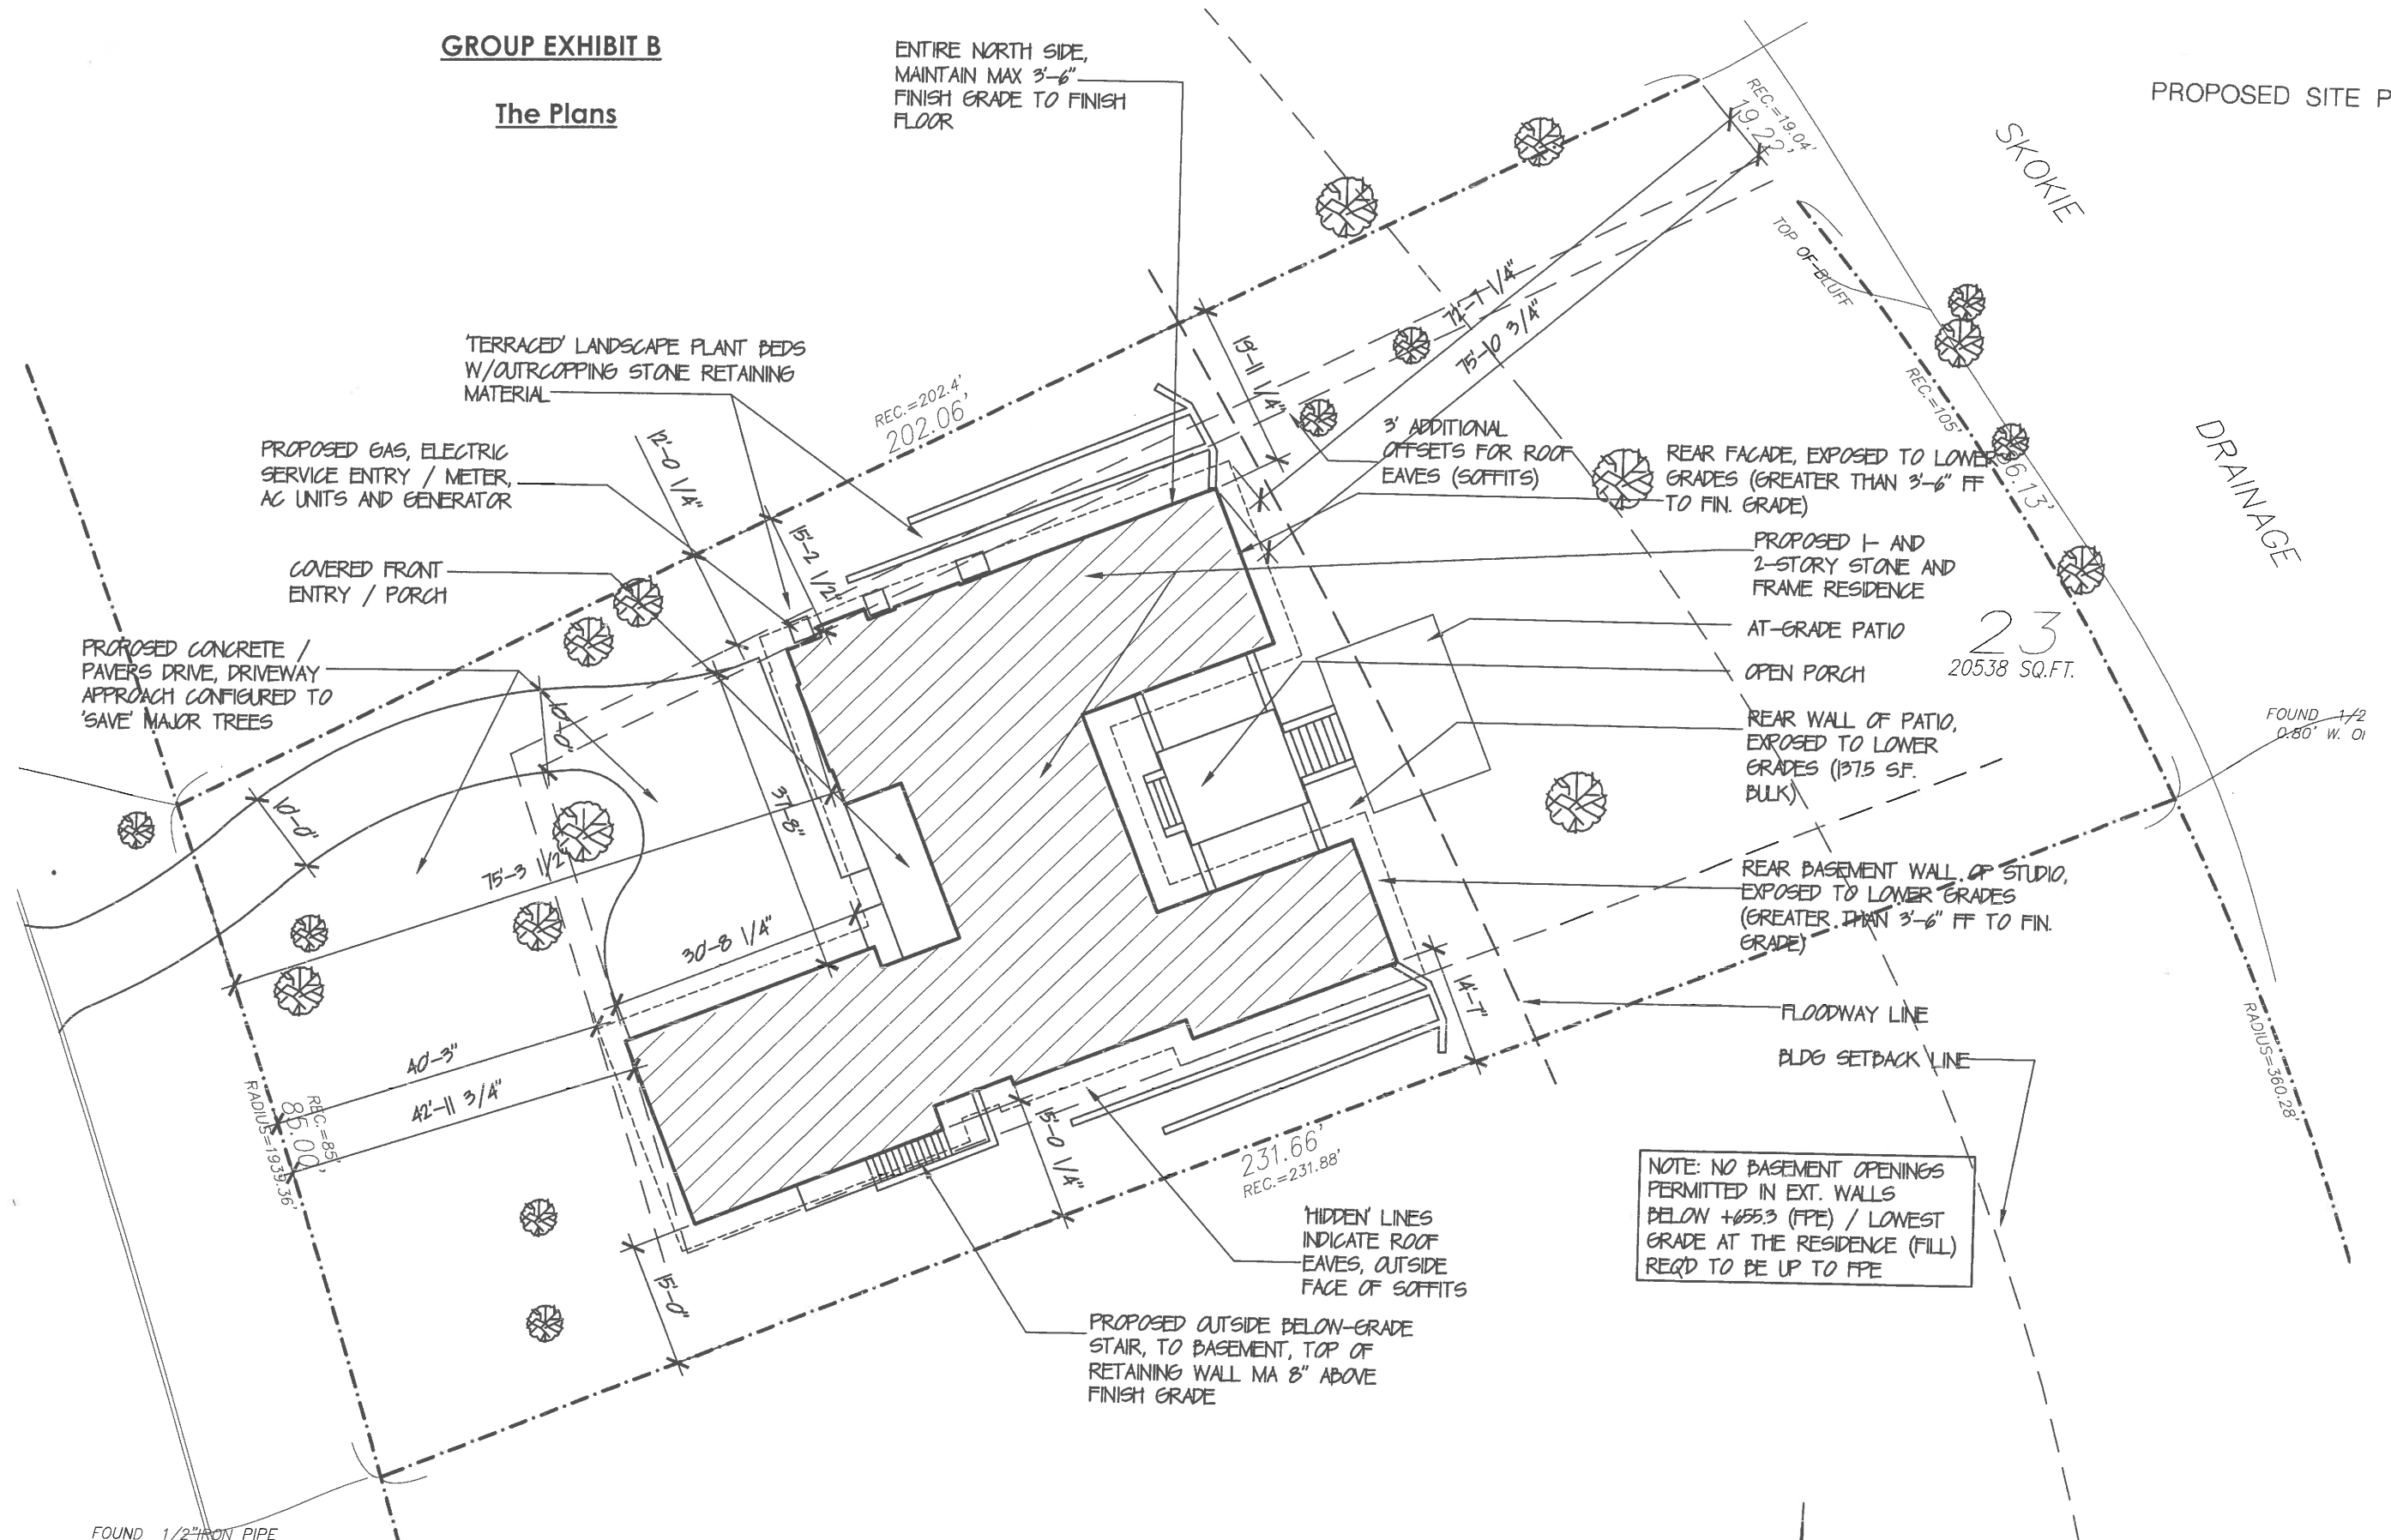 GROUP EXHIBIT B
The Plans
ENTIRE NORTH SIDE,
MAINTAIN MAX 3'-6"
FINISH GRADE TO FINISH
FLOOR
PROPOSED SITE P
SKOKIE
DRAINAGE
REC.=19.04'
19.22'
TOP OF BLUFF
REC.=105'
6.13'
72'-7 1/4"
75'-10 3/4"
19'-11 1/4"
'TERRACED' LANDSCAPE PLANT BEDS
W/OUTRCOPPING STONE RETAINING
MATERIAL
REC.=202.4'
202.06'
12'-0 1/4"
15'-2 1/2"
PROPOSED GAS, ELECTRIC
SERVICE ENTRY / METER,
AC UNITS AND GENERATOR
COVERED FRONT
ENTRY / PORCH
PROPOSED CONCRETE /
PAVERS DRIVE, DRIVEWAY
APPROACH CONFIGURED TO
'SAVE' MAJOR TREES
3' ADDITIONAL
OFFSETS FOR ROOF
EAVES (SOFFITS)
REAR FACADE, EXPOSED TO LOWER
GRADES (GREATER THAN 3'-6" FF
TO FIN. GRADE)
PROPOSED 1- AND
2-STORY STONE AND
FRAME RESIDENCE
AT-GRADE PATIO
OPEN PORCH
23
20538 SQ.FT.
REAR WALL OF PATIO,
EXPOSED TO LOWER
GRADES (137.5 S.F.
BULK)
FOUND 1/2
0.80' W. O
10'-0"
10'-0"
37'-8"
75'-3 1/2"
30'-8 1/4"
REAR BASEMENT WALL OF STUDIO,
EXPOSED TO LOWER GRADES
(GREATER THAN 3'-6" FF TO FIN.
GRADE)
14'-7"
FLOODWAY LINE
BLDG SETBACK LINE
RADIUS=360.28'
40'-3"
42'-11 3/4"
REC.=85'
85.00'
RADIUS=1939.36'
15'-0 1/4"
231.66'
REC.=231.88'
15'-0"
'HIDDEN' LINES
INDICATE ROOF
EAVES, OUTSIDE
FACE OF SOFFITS
NOTE: NO BASEMENT OPENINGS
PERMITTED IN EXT. WALLS
BELOW +655.3 (FPE) / LOWEST
GRADE AT THE RESIDENCE (FILL)
REQ'D TO BE UP TO FPE
PROPOSED OUTSIDE BELOW-GRADE
STAIR, TO BASEMENT, TOP OF
RETAINING WALL MA 8" ABOVE
FINISH GRADE
FOUND 1/2"IRON PIPE